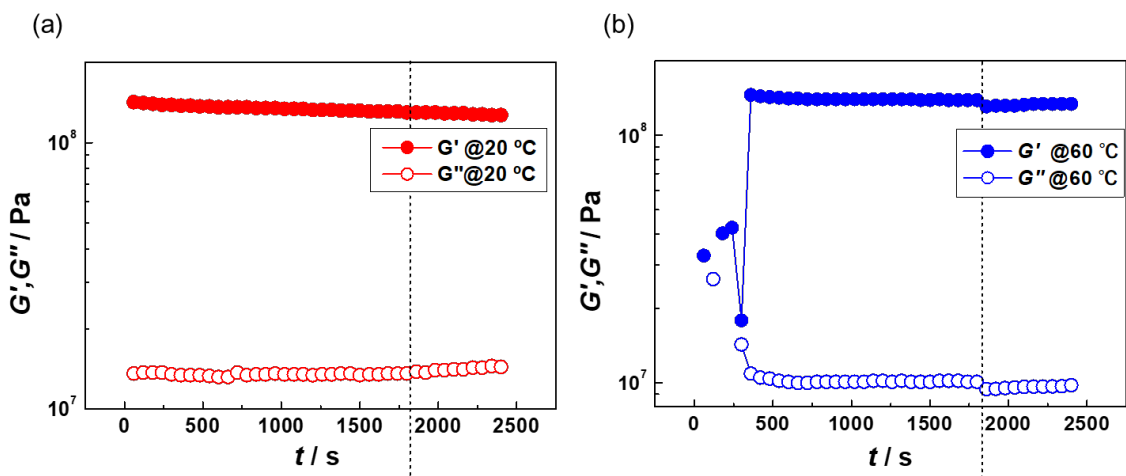 (a)
(b)
10⁸
10⁷
G',G'' / Pa
G' @20 ºC
G"@20 ºC
0 500 1000 1500 2000 2500
t / s
10⁸
10⁷
G',G'' / Pa
G' @60 ℃
G" @60 ℃
0 500 1000 1500 2000 2500
t / s